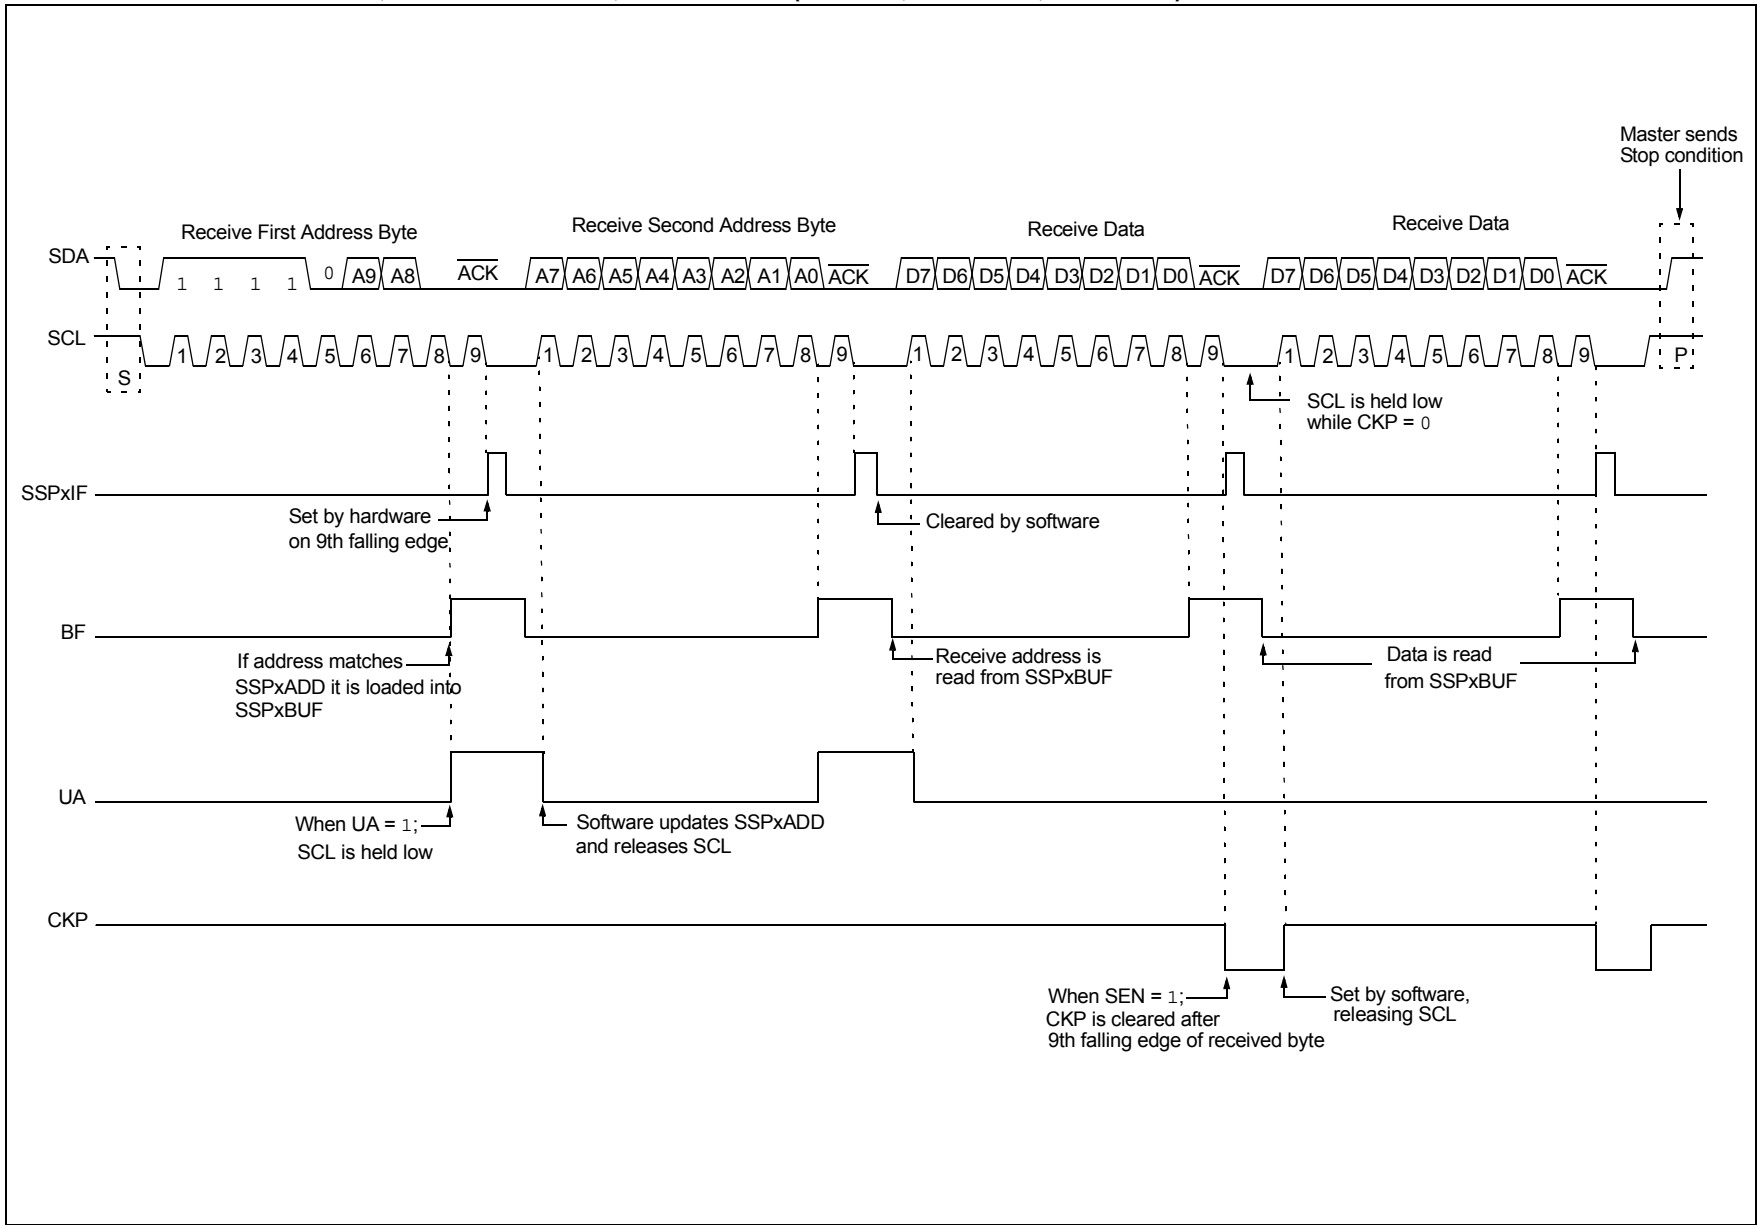 Master sends
Stop condition
Receive First Address Byte
Receive Second Address Byte
Receive Data
Receive Data
SDA
1 1 1 1 0 A9 A8 ACK A7 A6 A5 A4 A3 A2 A1 A0 ACK D7 D6 D5 D4 D3 D2 D1 D0 ACK D7 D6 D5 D4 D3 D2 D1 D0 ACK
SCL
S 1 2 3 4 5 6 7 8 9 1 2 3 4 5 6 7 8 9 1 2 3 4 5 6 7 8 9 1 2 3 4 5 6 7 8 9 P
SCL is held low
while CKP = 0
SSPxIF
Set by hardware
on 9th falling edge
Cleared by software
BF
If address matches
SSPxADD it is loaded into
SSPxBUF
Receive address is
read from SSPxBUF
Data is read
from SSPxBUF
UA
When UA = 1;
SCL is held low
Software updates SSPxADD
and releases SCL
CKP
When SEN = 1;
CKP is cleared after
9th falling edge of received byte
Set by software,
releasing SCL